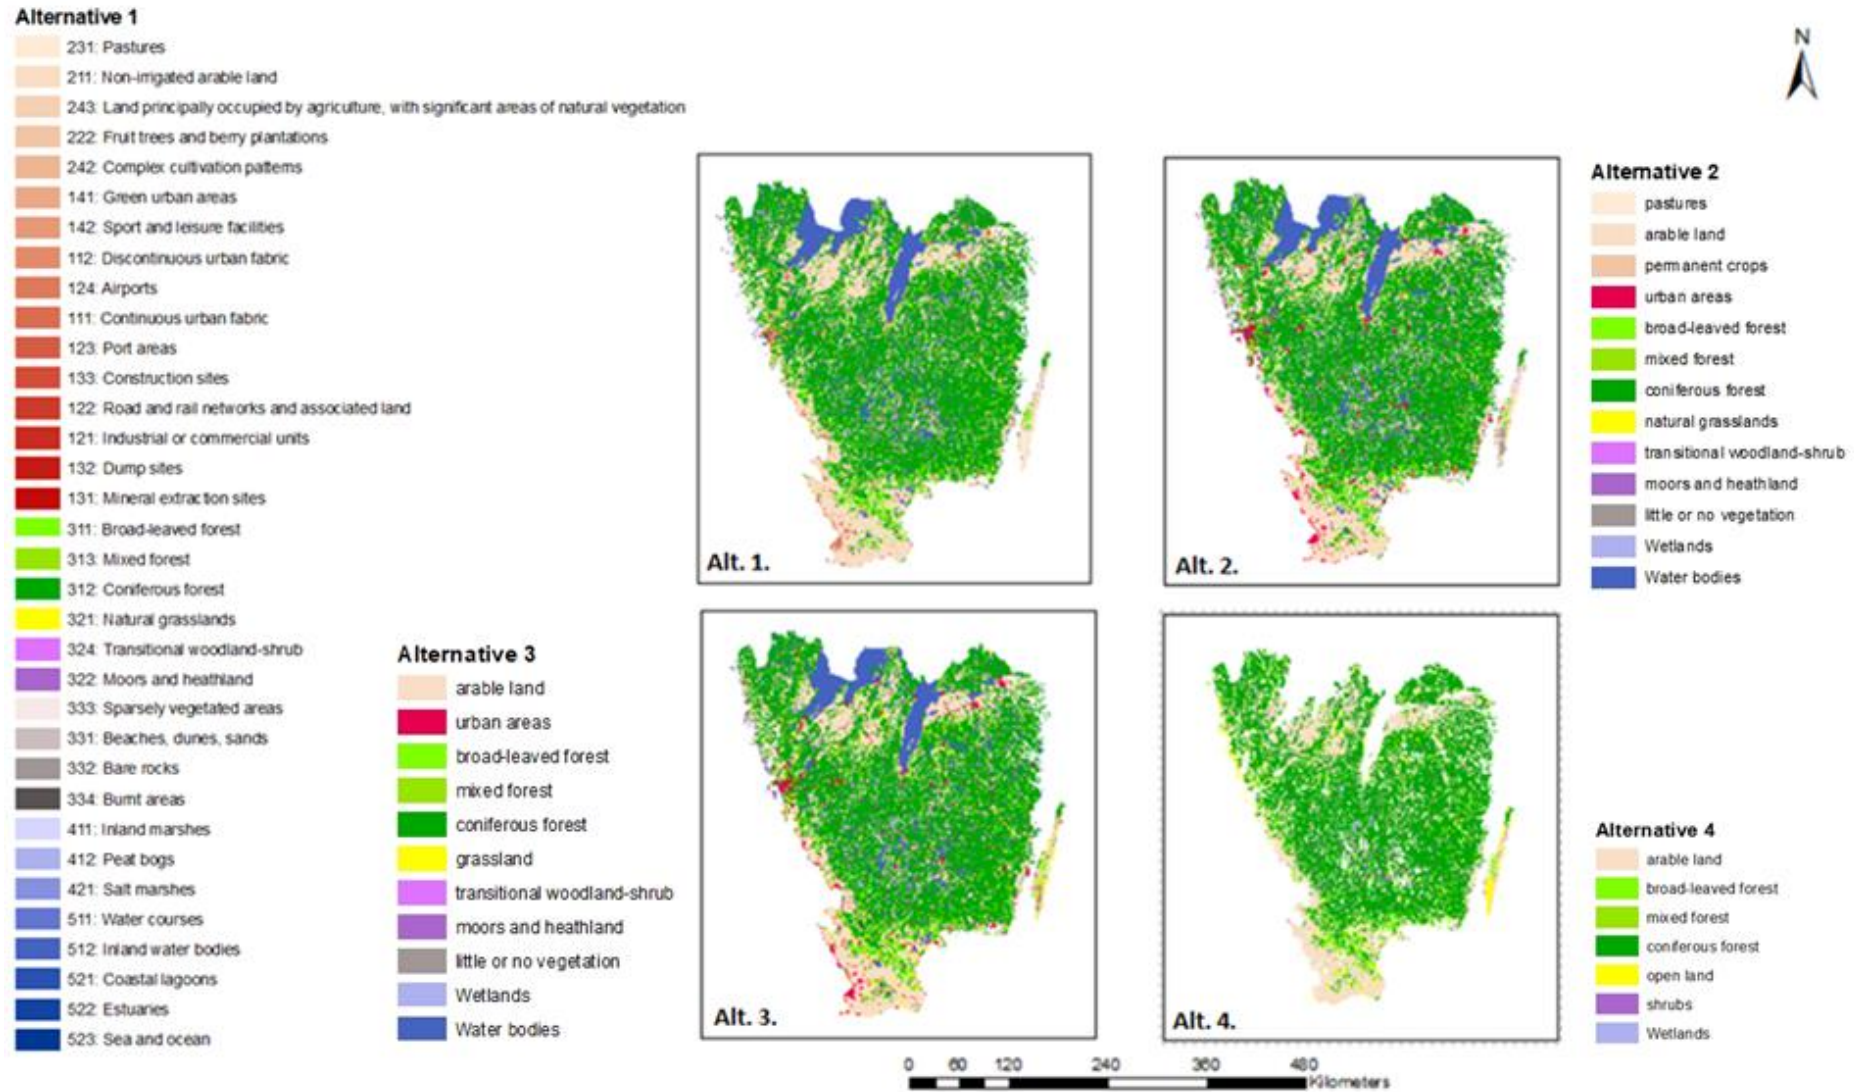 Alternative 1
231: Pastures
211: Non-irrigated arable land
243: Land principally occupied by agriculture, with significant areas of natural vegetation
222: Fruit trees and berry plantations
242: Complex cultivation patterns
141: Green urban areas
142: Sport and leisure facilities
112: Discontinuous urban fabric
124: Airports
111: Continuous urban fabric
123: Port areas
133: Construction sites
122: Road and rail networks and associated land
121: Industrial or commercial units
132: Dump sites
131: Mineral extraction sites
311: Broad-leaved forest
313: Mixed forest
312: Coniferous forest
321: Natural grasslands
324: Transitional woodland-shrub
322: Moors and heathland
333: Sparsely vegetated areas
331: Beaches, dunes, sands
332: Bare rocks
334: Burnt areas
411: Inland marshes
412: Peat bogs
421: Salt marshes
511: Water courses
512: Inland water bodies
521: Coastal lagoons
522: Estuaries
523: Sea and ocean
Alternative 3
arable land
urban areas
broad-leaved forest
mixed forest
coniferous forest
grassland
transitional woodland-shrub
moors and heathland
little or no vegetation
Wetlands
Water bodies
Alt. 1.
Alt. 2.
Alt. 3.
Alt. 4.
N
Alternative 2
pastures
arable land
permanent crops
urban areas
broad-leaved forest
mixed forest
coniferous forest
natural grasslands
transitional woodland-shrub
moors and heathland
little or no vegetation
Wetlands
Water bodies
Alternative 4
arable land
broad-leaved forest
mixed forest
coniferous forest
open land
shrubs
Wetlands
0 60 120 240 360 480
Kilometers